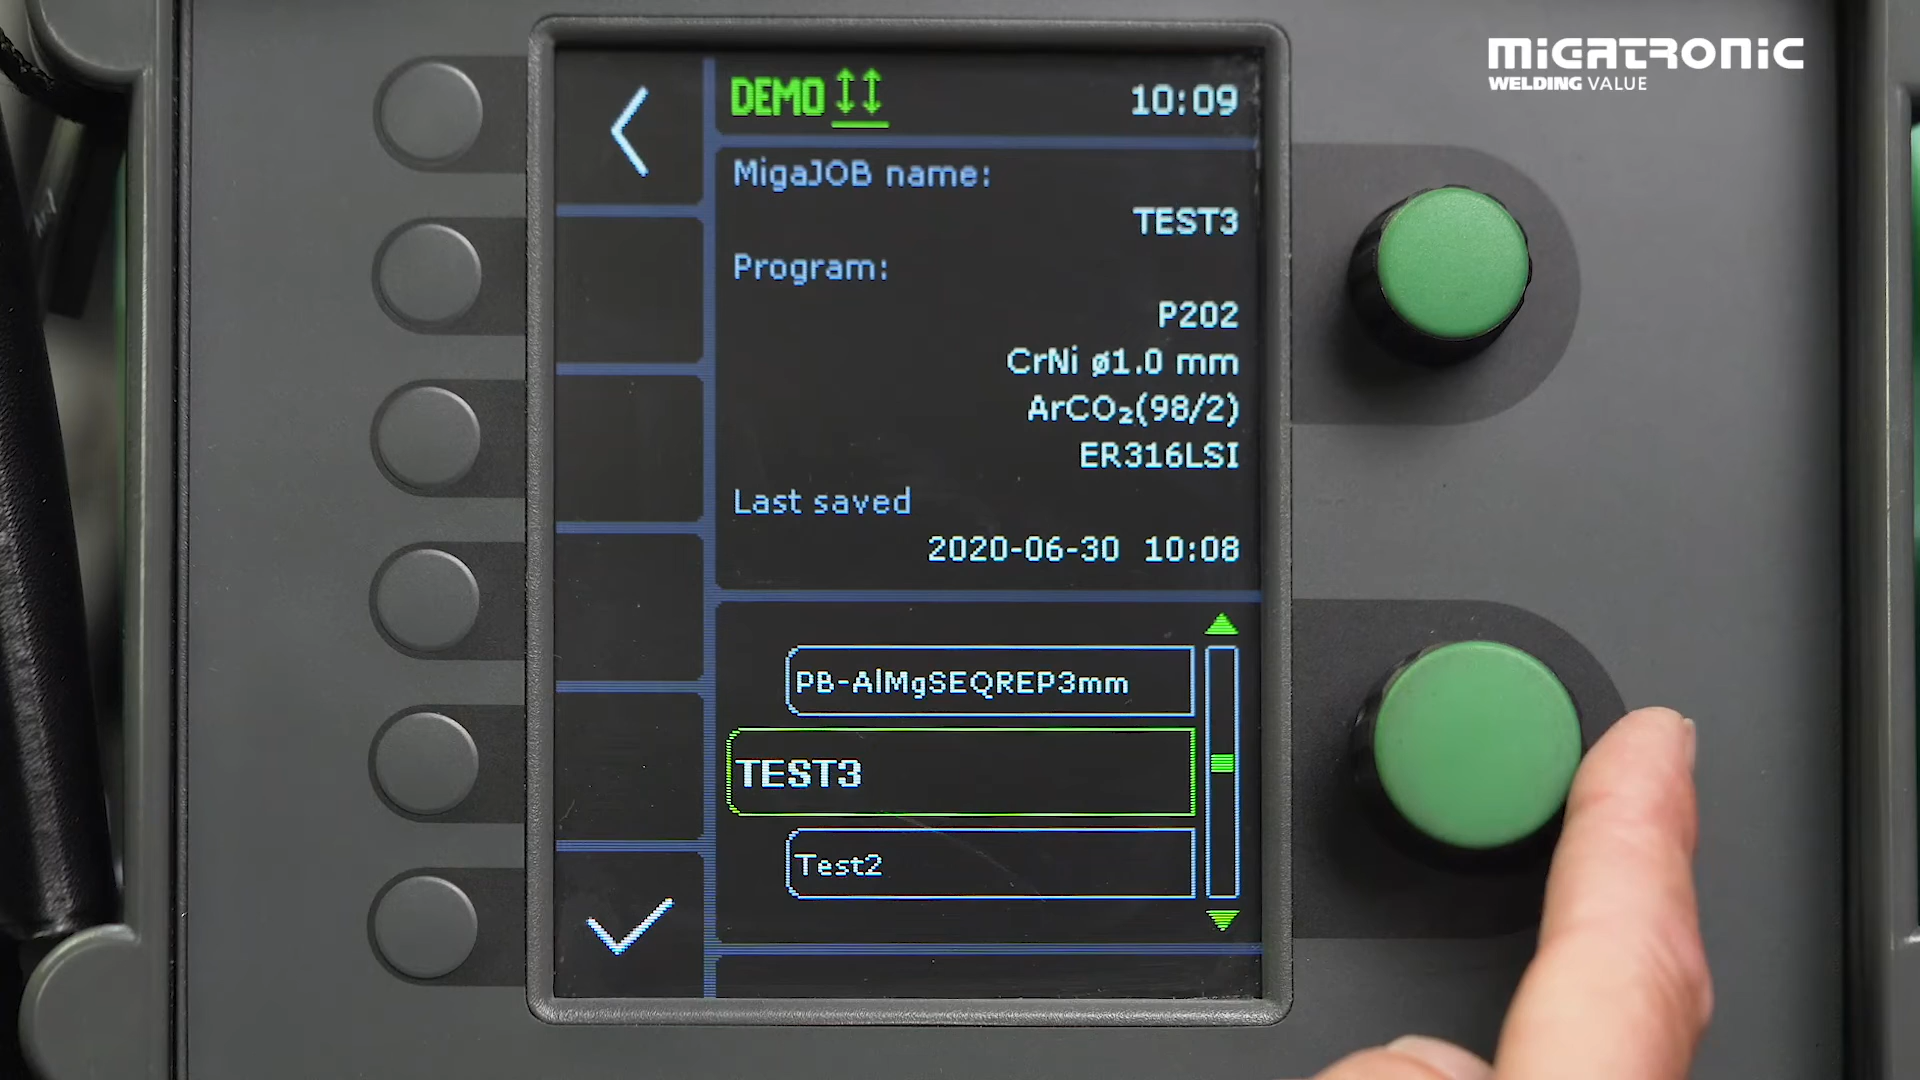 MIGATRONIC
WELDING VALUE
DEMO
10:09
MigaJOB name:
TEST3
Program:
P202
CrNi ø1.0 mm
ArCO₂(98/2)
ER316LSI
Last saved
2020-06-30 10:08
PB-AlMgSEQREP3mm
TEST3
Test2